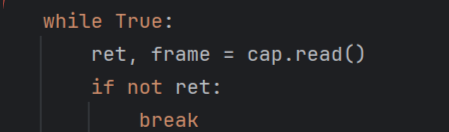 while True:
    ret, frame = cap.read()
    if not ret:
        break